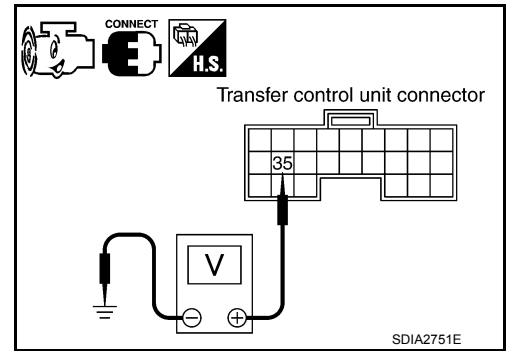 CONNECT
H.S.
Transfer control unit connector
35
V
SDIA2751E